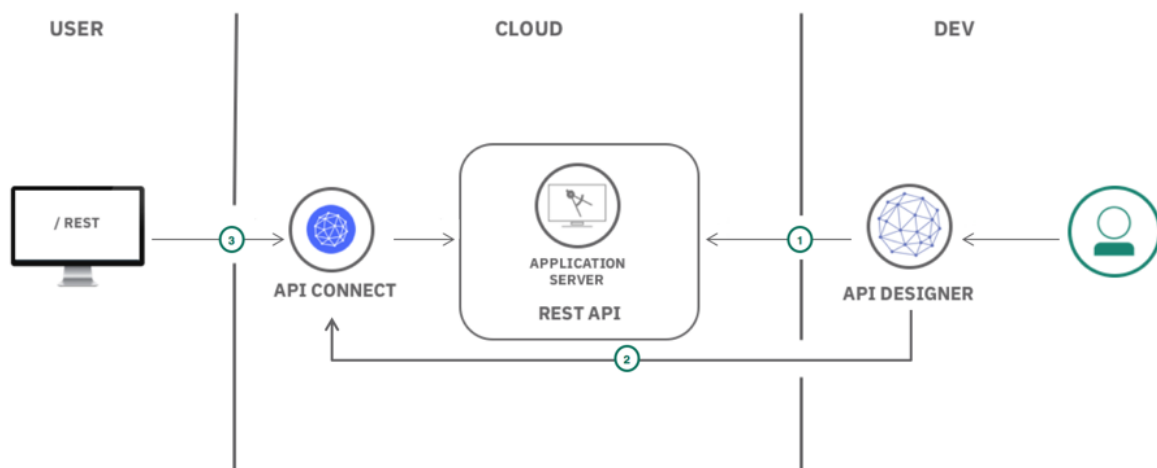 USER
CLOUD
DEV
/ REST
3
API CONNECT
APPLICATION
SERVER
REST API
1
API DESIGNER
2